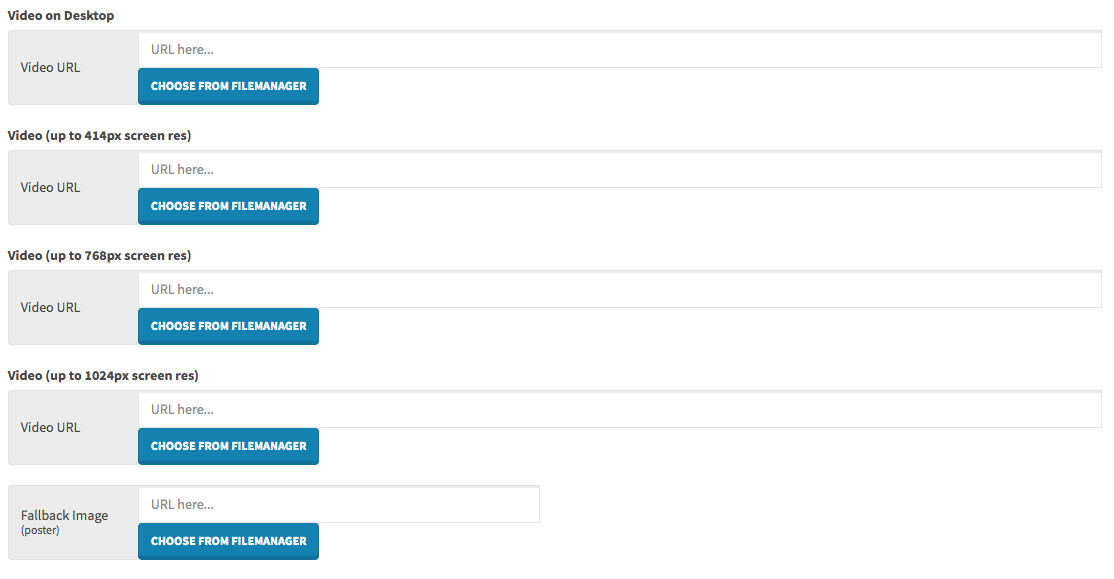 Video on Desktop
Video URL
URL here...
CHOOSE FROM FILEMANAGER
Video (up to 414px screen res)
Video URL
URL here...
CHOOSE FROM FILEMANAGER
Video (up to 768px screen res)
Video URL
URL here...
CHOOSE FROM FILEMANAGER
Video (up to 1024px screen res)
Video URL
URL here...
CHOOSE FROM FILEMANAGER
Fallback Image
(poster)
URL here...
CHOOSE FROM FILEMANAGER